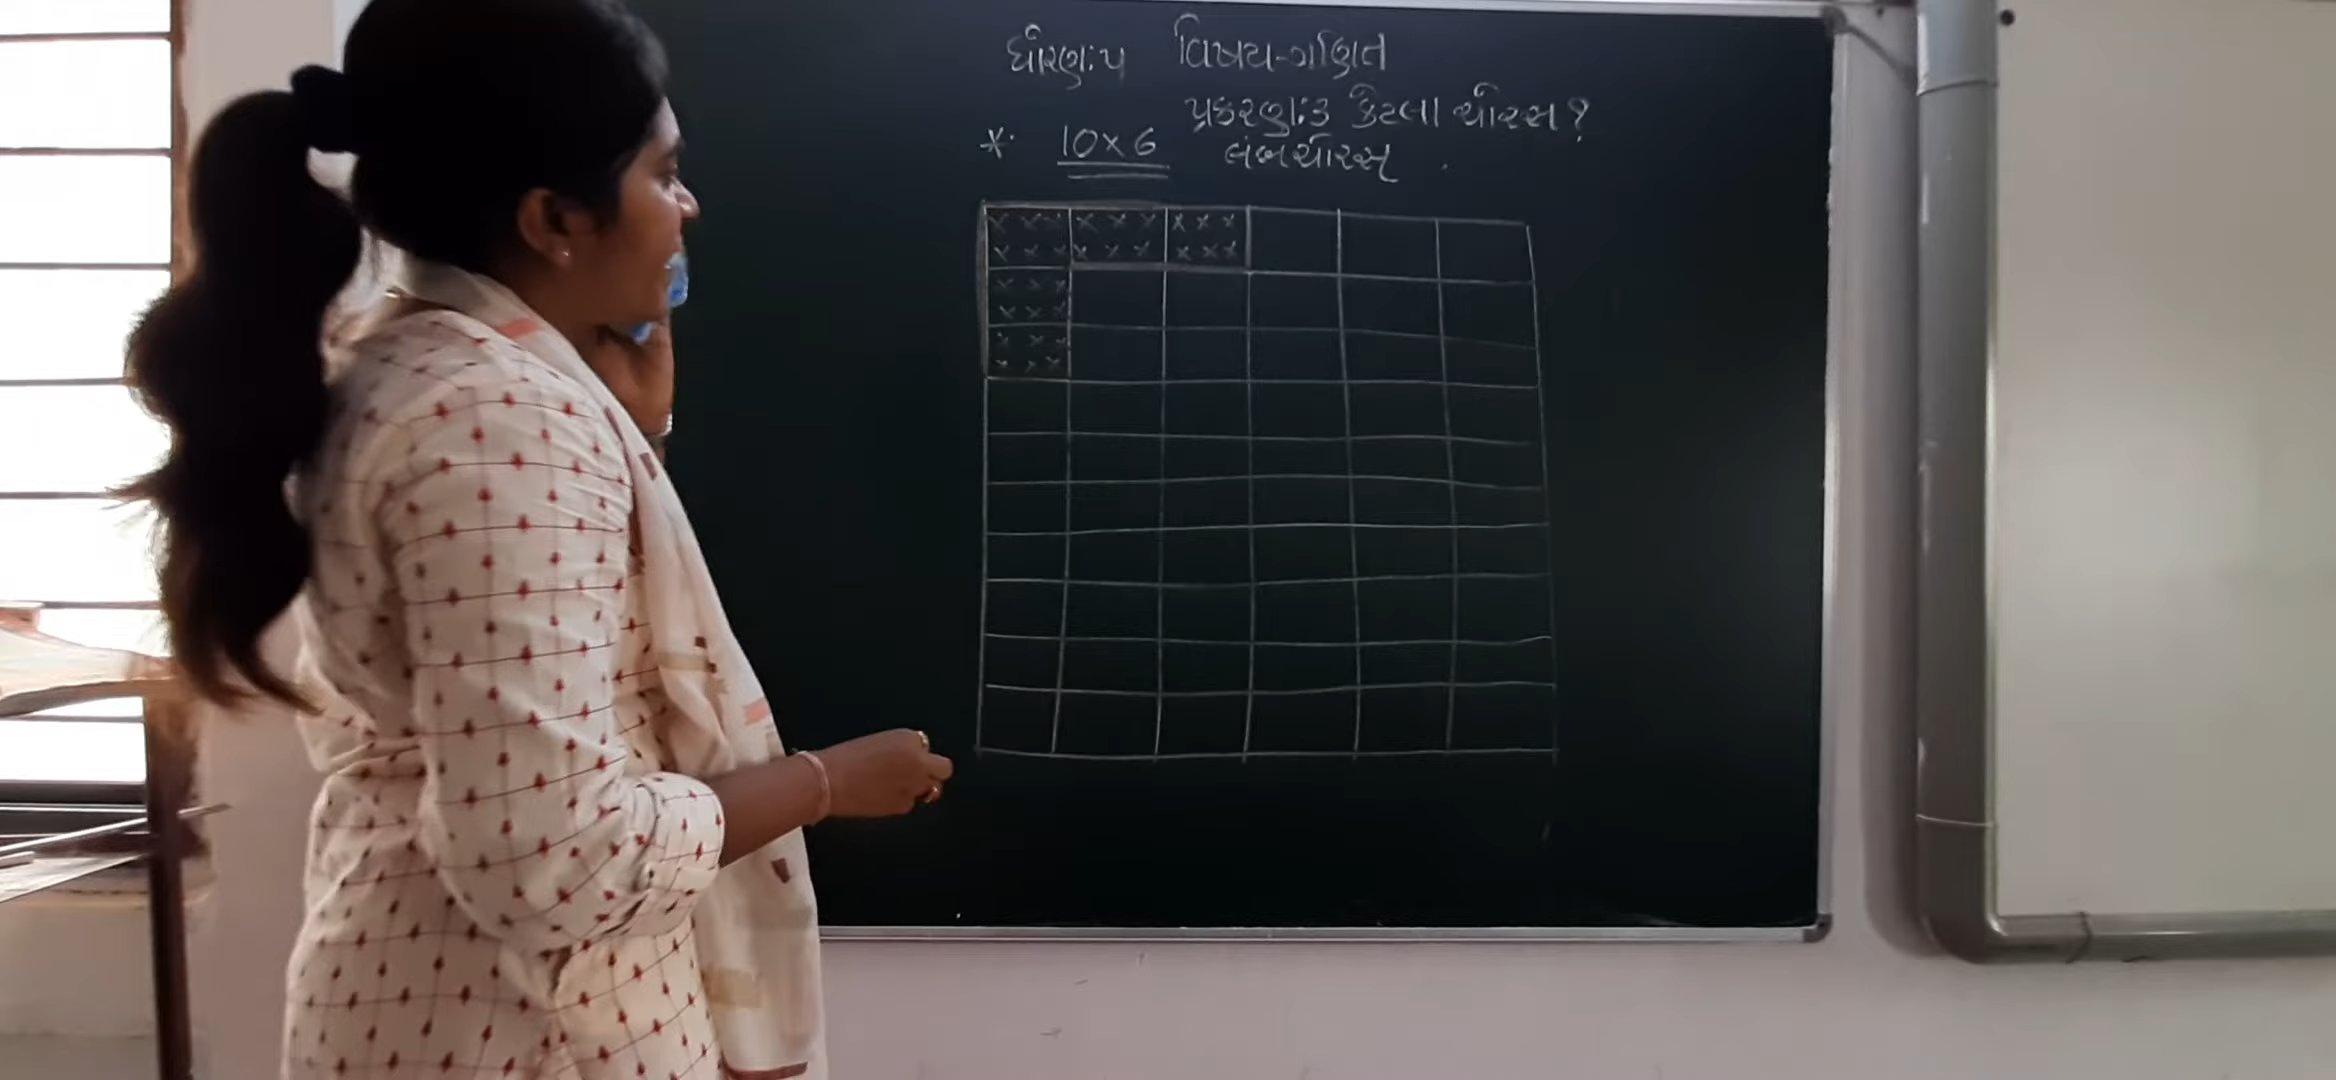 ધોરણ:૫ વિષય-ગણિત
પ્રકરણ:૩ કેટલા ચોરસ?
* 10×6 લંબચોરસ
× × × × × × × × ×
× × × × × × × × ×
× × ×
× × ×
× × ×
× × ×